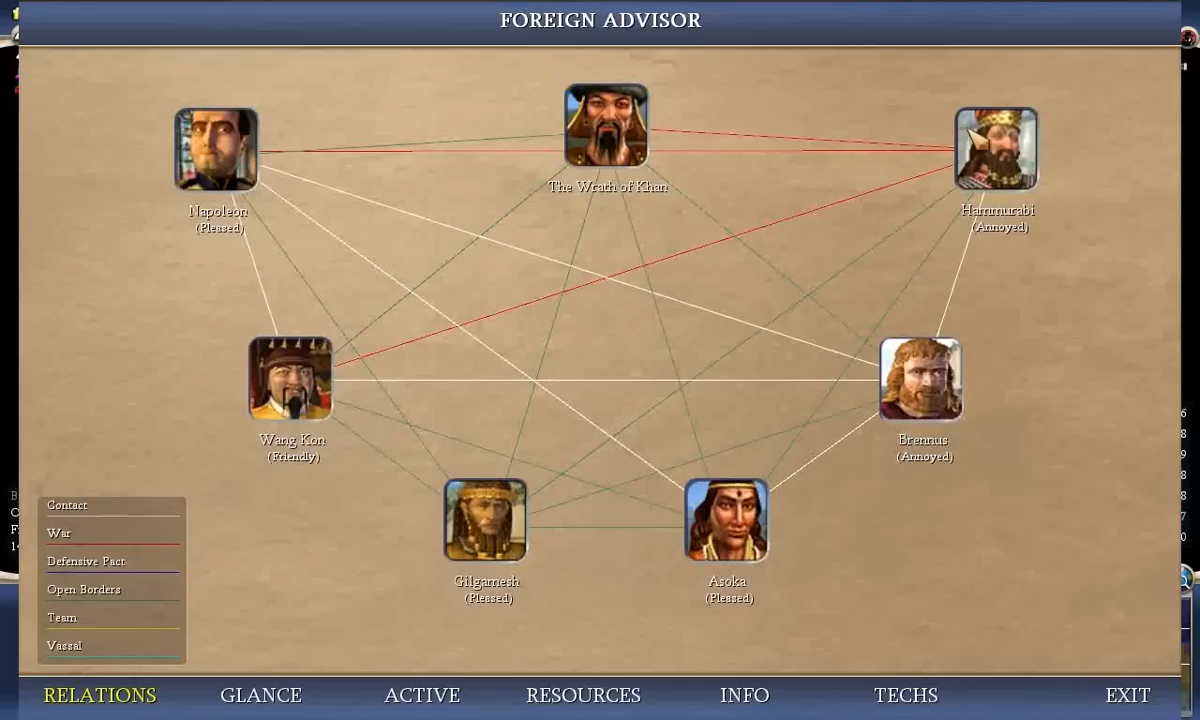 FOREIGN ADVISOR
The Wrath of Khan
Napoleon
(Pleased)
Hammurabi
(Annoyed)
Wang Kon
(Friendly)
Brennus
(Annoyed)
Gilgamesh
(Pleased)
Asoka
(Pleased)
Contact
War
Defensive Pact
Open Borders
Team
Vassal
RELATIONS GLANCE ACTIVE RESOURCES INFO TECHS EXIT